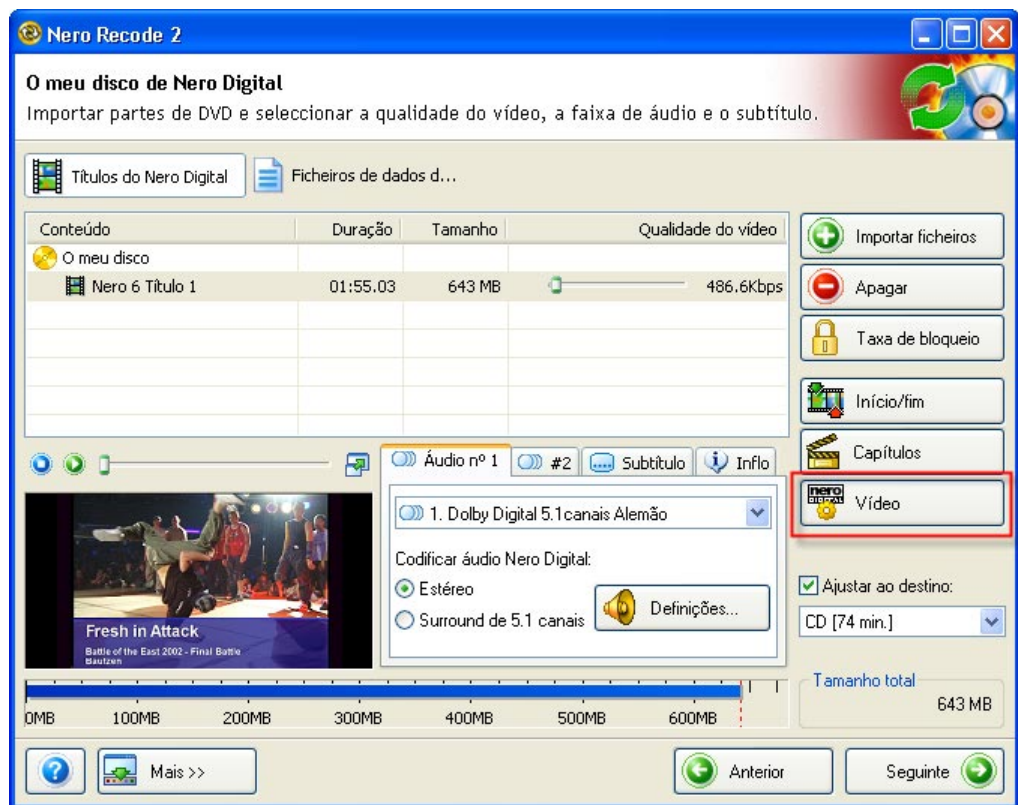 Nero Recode 2
O meu disco de Nero Digital
Importar partes de DVD e seleccionar a qualidade do vídeo, a faixa de áudio e o subtítulo.
Títulos do Nero Digital
Ficheiros de dados d...
Conteúdo Duração Tamanho Qualidade do vídeo
O meu disco
Nero 6 Título 1 01:55.03 643 MB 486.6Kbps
Importar ficheiros
Apagar
Taxa de bloqueio
Início/fim
Capítulos
nero DIGITAL
Vídeo
Áudio nº 1 #2 Subtítulo Inflo
1. Dolby Digital 5.1canais Alemão
Codificar áudio Nero Digital:
Estéreo
Surround de 5.1 canais
Definições...
Fresh in Attack
Battle of the East 2002 - Final Battle
Bautzen
Ajustar ao destino:
CD [74 min.]
Tamanho total
643 MB
0MB 100MB 200MB 300MB 400MB 500MB 600MB
Mais >>
Anterior
Seguinte